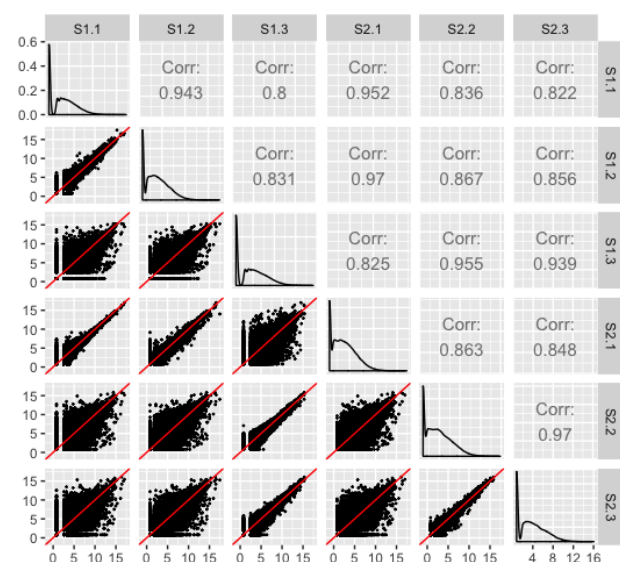 S1.1 S1.2 S1.3 S2.1 S2.2 S2.3
0.6
0.4
0.2
0.0
Corr:
0.943
Corr:
0.8
Corr:
0.952
Corr:
0.836
Corr:
0.822
S1.1
15
10
5
0
Corr:
0.831
Corr:
0.97
Corr:
0.867
Corr:
0.856
S1.2
15
10
5
0
Corr:
0.825
Corr:
0.955
Corr:
0.939
S1.3
15
10
5
0
Corr:
0.863
Corr:
0.848
S2.1
15
10
5
0
Corr:
0.97
S2.2
15
10
5
0
S2.3
0 5 10 15 0 5 10 15 0 5 10 15 0 5 10 15 0 5 10 15 4 8 12 16